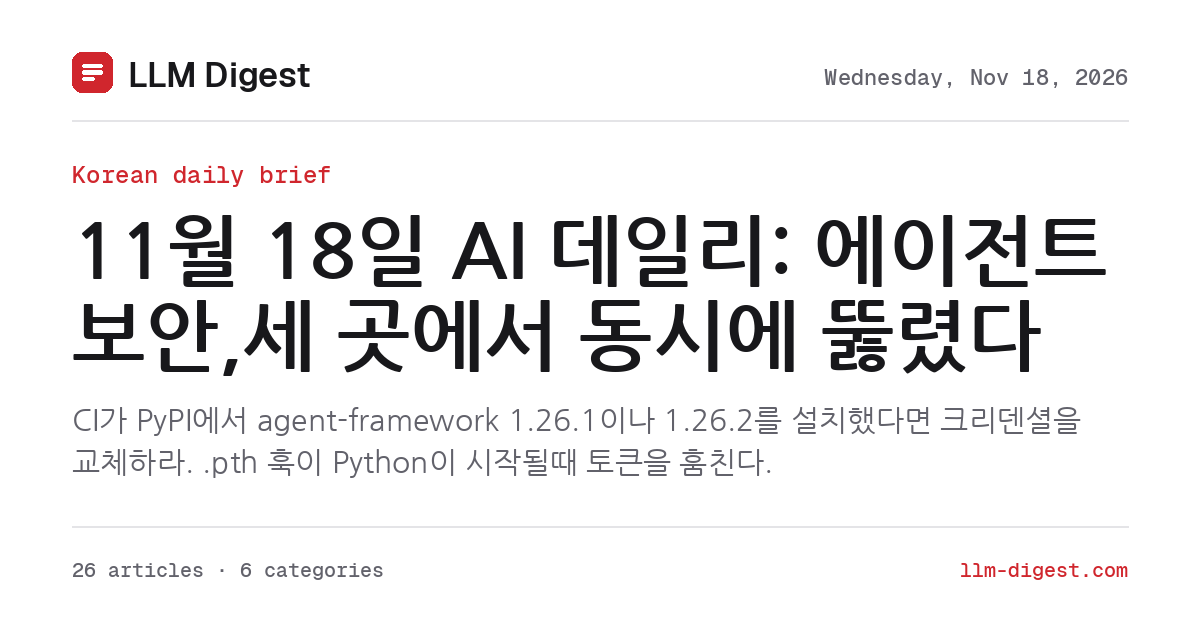 LLM Digest
Wednesday, Nov 18, 2026
Korean daily brief
11월 18일 AI 데일리: 에이전트
보안,세 곳에서 동시에 뚫렸다
CI가 PyPI에서 agent-framework 1.26.1이나 1.26.2를 설치했다면 크리덴셜을
교체하라. .pth 훅이 Python이 시작될때 토큰을 훔친다.
26 articles · 6 categories
llm-digest.com